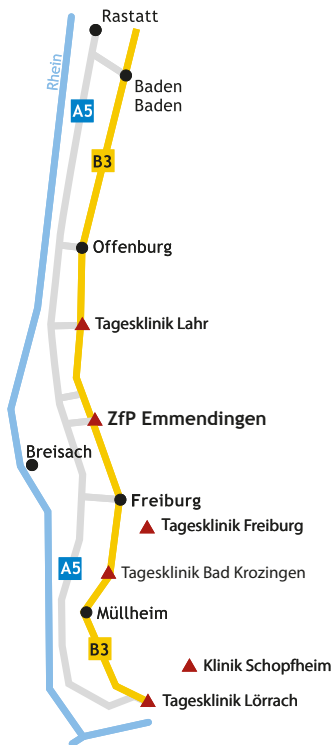 Rastatt
Rhein
Baden
Baden
A5
B3
Offenburg
Tagesklinik Lahr
ZfP Emmendingen
Breisach
Freiburg
Tagesklinik Freiburg
A5
Tagesklinik Bad Krozingen
Müllheim
B3
Klinik Schopfheim
Tagesklinik Lörrach